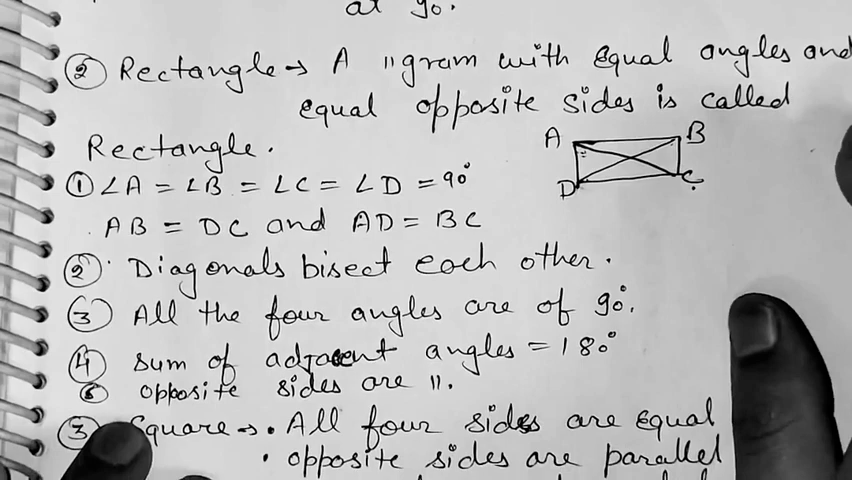 at 90.
② Rectangle → A ||gram with equal angles and
equal opposite sides is called
Rectangle.
A B
D C
① ∠A = ∠B = ∠C = ∠D = 90°
AB = DC and AD = BC
② Diagonals bisect each other.
③ All the four angles are of 90°.
④ sum of adjacent angles = 180°
⑤ opposite sides are ||.
③ Square → • All four sides are equal
• opposite sides are parallel